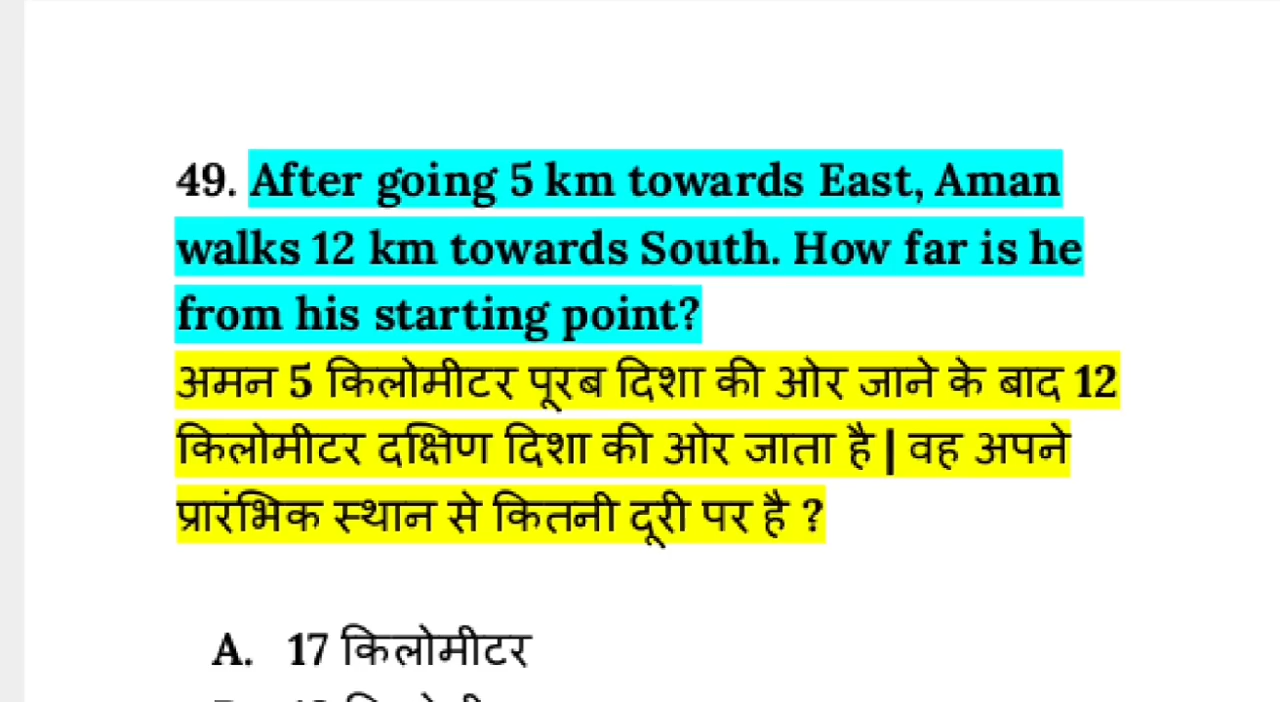 49. After going 5 km towards East, Aman
walks 12 km towards South. How far is he
from his starting point?
अमन 5 किलोमीटर पूरब दिशा की ओर जाने के बाद 12
किलोमीटर दक्षिण दिशा की ओर जाता है | वह अपने
प्रारंभिक स्थान से कितनी दूरी पर है ?
A. 17 किलोमीटर